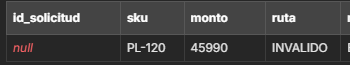 id_solicitud sku monto ruta
null PL-120 45990 INVALIDO